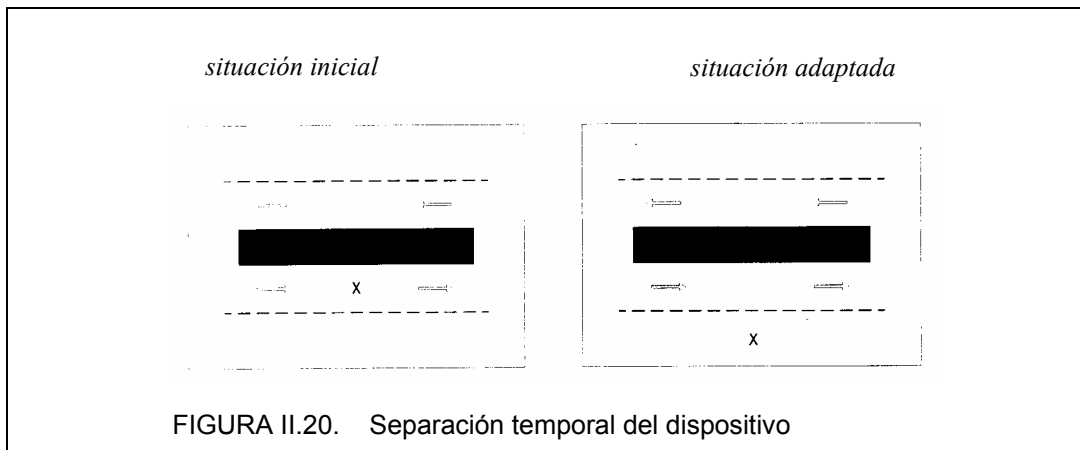 situación inicial
situación adaptada
X
X
FIGURA II.20. Separación temporal del dispositivo